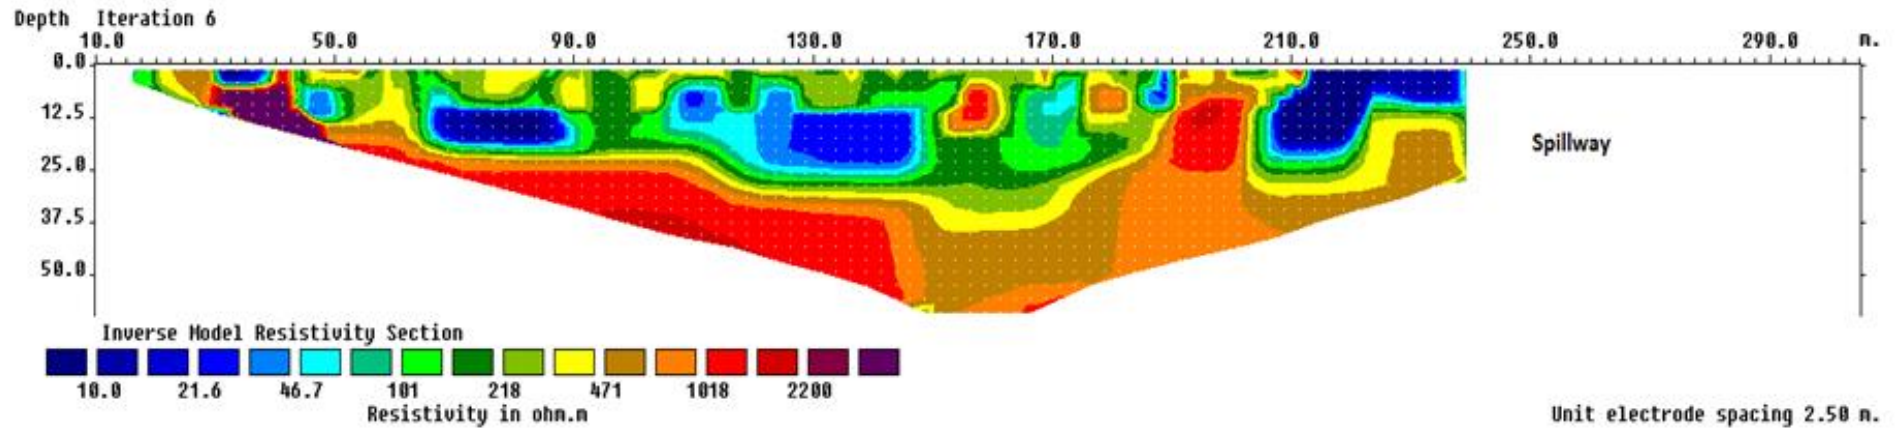 Depth Iteration 6
10.0 50.0 90.0 130.0 170.0 210.0 250.0 290.0 m.
0.0
12.5
Spillway
25.0
37.5
50.0
Inverse Model Resistivity Section
10.0 21.6 46.7 101 218 471 1018 2200
Resistivity in ohm.m
Unit electrode spacing 2.50 m.